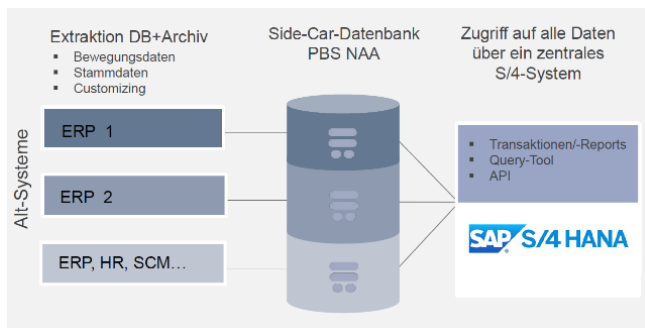 Extraktion DB+Archiv
▪ Bewegungsdaten
▪ Stammdaten
▪ Customizing
Side-Car-Datenbank
PBS NAA
Zugriff auf alle Daten
über ein zentrales
S/4-System
Alt-Systeme
ERP 1
ERP 2
ERP, HR, SCM...
▪ Transaktionen/-Reports
▪ Query-Tool
▪ API
SAP S/4HANA